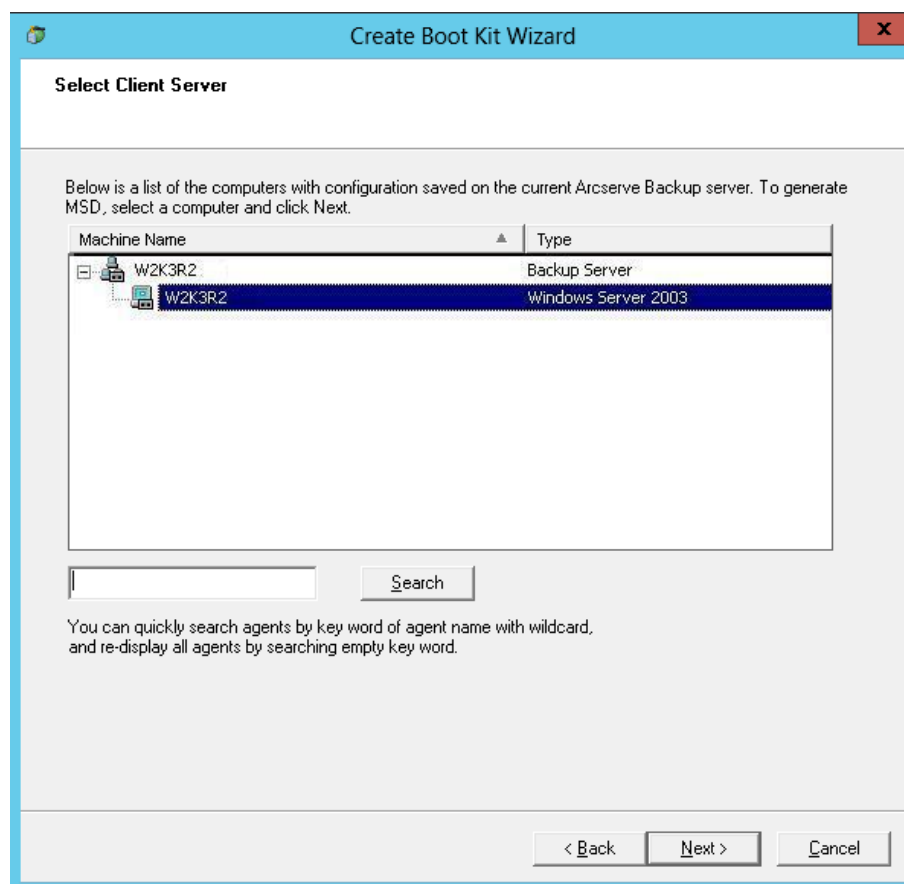 Create Boot Kit Wizard
x
Select Client Server
Below is a list of the computers with configuration saved on the current Arcserve Backup server. To generate
MSD, select a computer and click Next.
Machine Name Type
W2K3R2 Backup Server
W2K3R2 Windows Server 2003
Search
You can quickly search agents by key word of agent name with wildcard,
and re-display all agents by searching empty key word.
< Back Next > Cancel